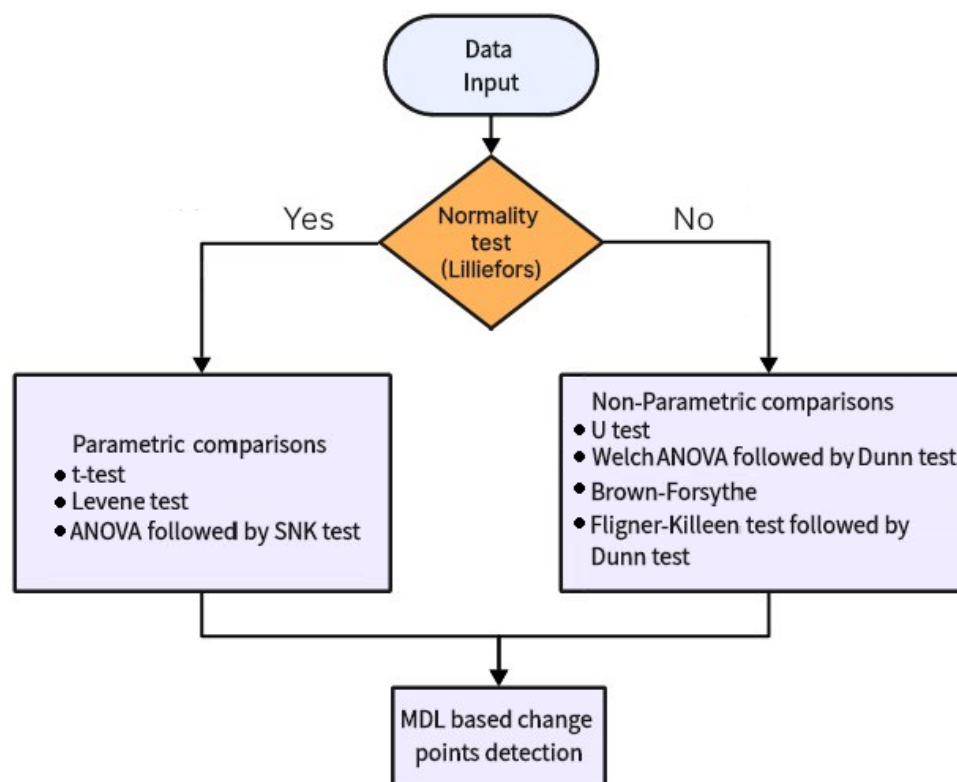 Data
Input
Normality
test
(Lilliefors)
Yes
No
Parametric comparisons
• t-test
• Levene test
• ANOVA followed by SNK test
Non-Parametric comparisons
• U test
• Welch ANOVA followed by Dunn test
• Brown-Forsythe
• Fligner-Killeen test followed by
Dunn test
MDL based change
points detection